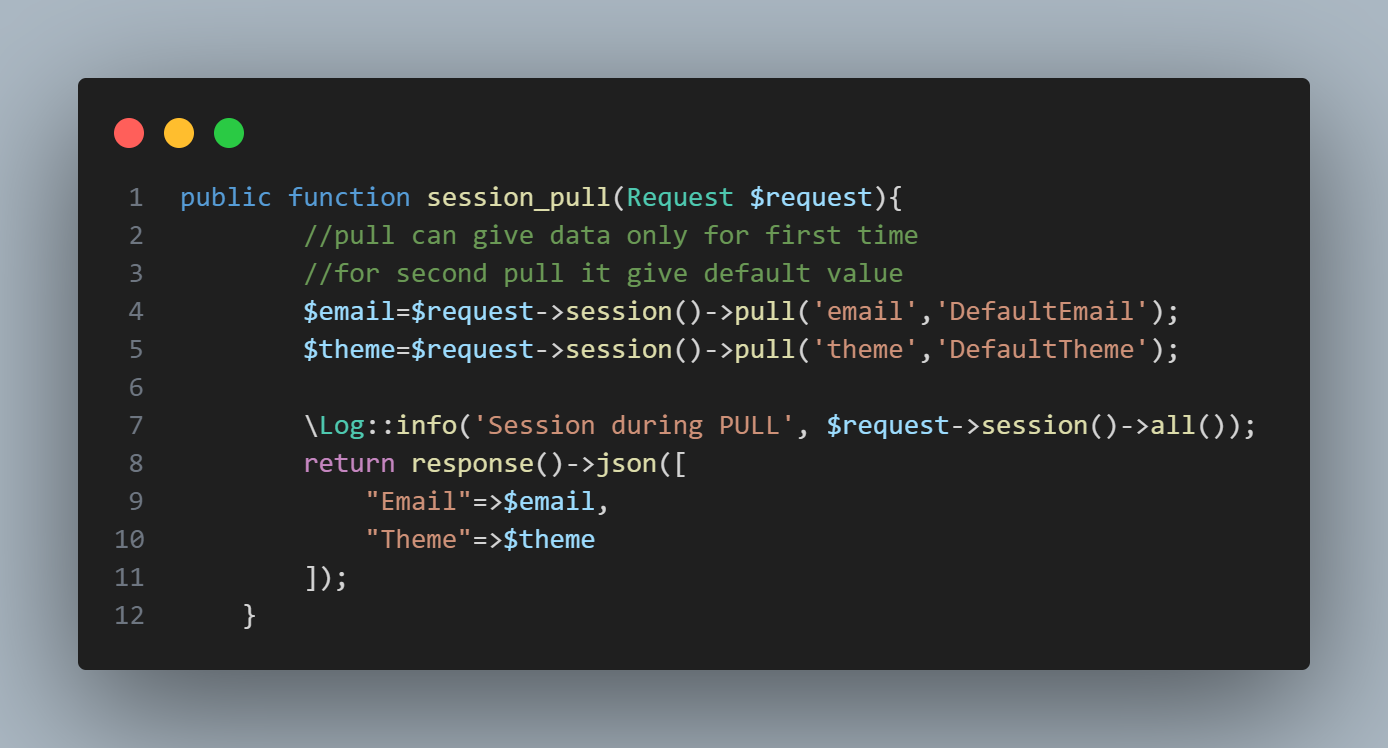 1 public function session_pull(Request $request){
2 //pull can give data only for first time
3 //for second pull it give default value
4 $email=$request->session()->pull('email','DefaultEmail');
5 $theme=$request->session()->pull('theme','DefaultTheme');
6
7 \Log::info('Session during PULL', $request->session()->all());
8 return response()->json([
9 "Email"=>$email,
10 "Theme"=>$theme
11 ]);
12 }